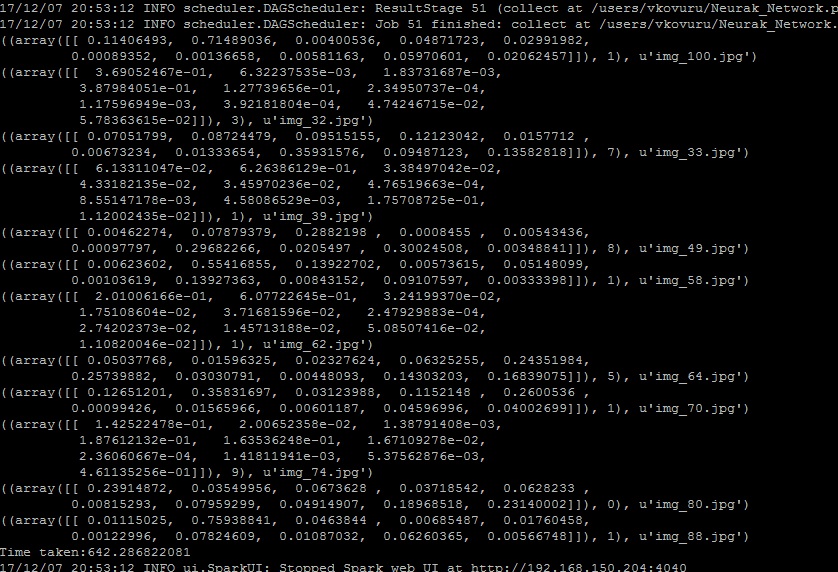 17/12/07 20:53:12 INFO scheduler.DAGScheduler: ResultStage 51 (collect at /users/vkovuru/Neurak_Network.p
17/12/07 20:53:12 INFO scheduler.DAGScheduler: Job 51 finished: collect at /users/vkovuru/Neurak_Network.
((array([[ 0.11406493, 0.71489036, 0.00400536, 0.04871723, 0.02991982,
0.00089352, 0.00136658, 0.00581163, 0.05970601, 0.02062457]]), 1), u'img_100.jpg')
((array([[ 3.69052467e-01, 6.32237535e-03, 1.83731687e-03,
3.87984051e-01, 1.27739656e-01, 2.34950737e-04,
1.17596949e-03, 3.92181804e-04, 4.74246715e-02,
5.78363615e-02]]), 3), u'img_32.jpg')
((array([[ 0.07051799, 0.08724479, 0.09515155, 0.12123042, 0.0157712 ,
0.00673234, 0.01333654, 0.35931576, 0.09487123, 0.13582818]]), 7), u'img_33.jpg')
((array([[ 6.13311047e-02, 6.26386129e-01, 3.38497042e-02,
4.33182135e-02, 3.45970236e-02, 4.76519663e-04,
8.55147178e-03, 4.58086529e-03, 1.75708725e-01,
1.12002435e-02]]), 1), u'img_39.jpg')
((array([[ 0.00462274, 0.07879379, 0.2882198 , 0.0008455 , 0.00543436,
0.00097797, 0.29682266, 0.0205497 , 0.30024508, 0.00348841]]), 8), u'img_49.jpg')
((array([[ 0.00623602, 0.55416855, 0.13922702, 0.00573615, 0.05148099,
0.00103619, 0.13927363, 0.00843152, 0.09107597, 0.00333398]]), 1), u'img_58.jpg')
((array([[ 2.01006166e-01, 6.07722645e-01, 3.24199370e-02,
1.75108604e-02, 3.71681596e-02, 2.47929883e-04,
2.74202373e-02, 1.45713188e-02, 5.08507416e-02,
1.10820046e-02]]), 1), u'img_62.jpg')
((array([[ 0.05037768, 0.01596325, 0.02327624, 0.06325255, 0.24351984,
0.25739882, 0.03030791, 0.00448093, 0.14303203, 0.16839075]]), 5), u'img_64.jpg')
((array([[ 0.12651201, 0.35831697, 0.03123988, 0.1152148 , 0.2600536 ,
0.00099426, 0.01565966, 0.00601187, 0.04596996, 0.04002699]]), 1), u'img_70.jpg')
((array([[ 1.42522478e-01, 2.00652358e-02, 1.38791408e-03,
1.87612132e-01, 1.63536248e-01, 1.67109278e-02,
2.36060667e-04, 1.41811941e-03, 5.37562876e-03,
4.61135256e-01]]), 9), u'img_74.jpg')
((array([[ 0.23914872, 0.03549956, 0.0673628 , 0.03718542, 0.0628233 ,
0.00815293, 0.07959299, 0.04914907, 0.18968518, 0.23140002]]), 0), u'img_80.jpg')
((array([[ 0.01115025, 0.75938841, 0.0463844 , 0.00685487, 0.01760458,
0.00122996, 0.07824609, 0.01087032, 0.06260365, 0.00566748]]), 1), u'img_88.jpg')
Time taken:642.286822081
17/12/07 20:53:12 INFO ui.SparkUI: Stopped Spark web UI at http://192.168.150.204:4040